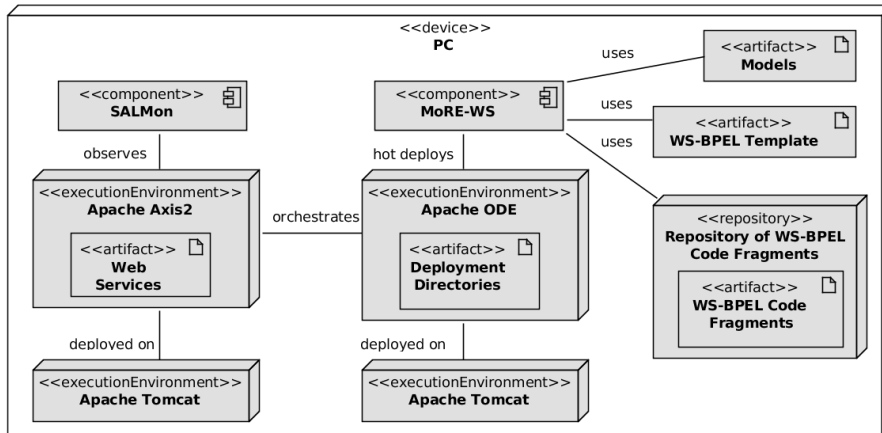 <<device>>
PC
<<component>>
SALMon
<<component>>
MoRE-WS
uses
<<artifact>>
Models
uses
<<artifact>>
WS-BPEL Template
uses
observes
hot deploys
<<executionEnvironment>>
Apache Axis2
<<artifact>>
Web
Services
orchestrates
<<executionEnvironment>>
Apache ODE
<<artifact>>
Deployment
Directories
<<repository>>
Repository of WS-BPEL
Code Fragments
<<artifact>>
WS-BPEL Code
Fragments
deployed on
deployed on
<<executionEnvironment>>
Apache Tomcat
<<executionEnvironment>>
Apache Tomcat